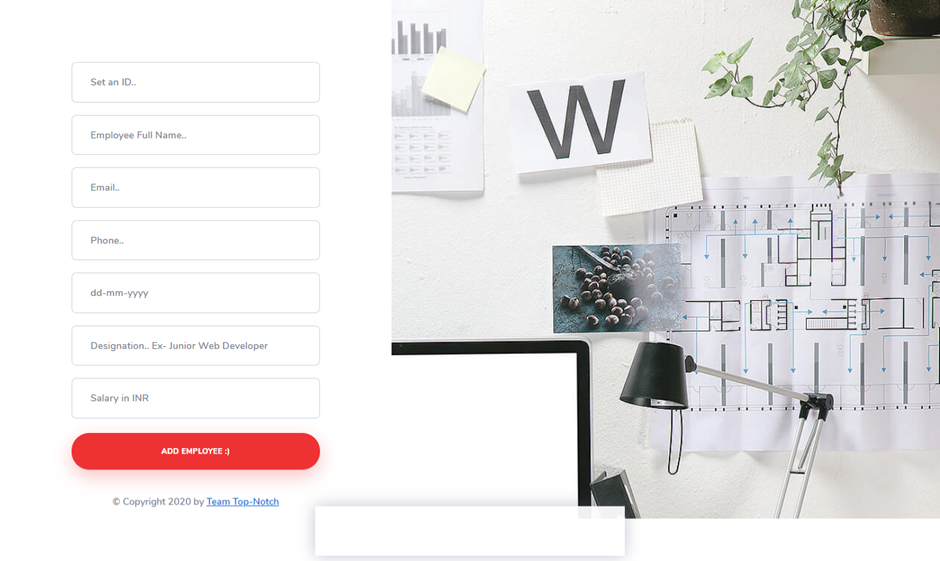 Set an ID..
Employee Full Name..
Email..
Phone..
dd-mm-yyyy
Designation.. Ex- Junior Web Developer
Salary in INR
ADD EMPLOYEE :)
© Copyright 2020 by Team Top-Notch
W